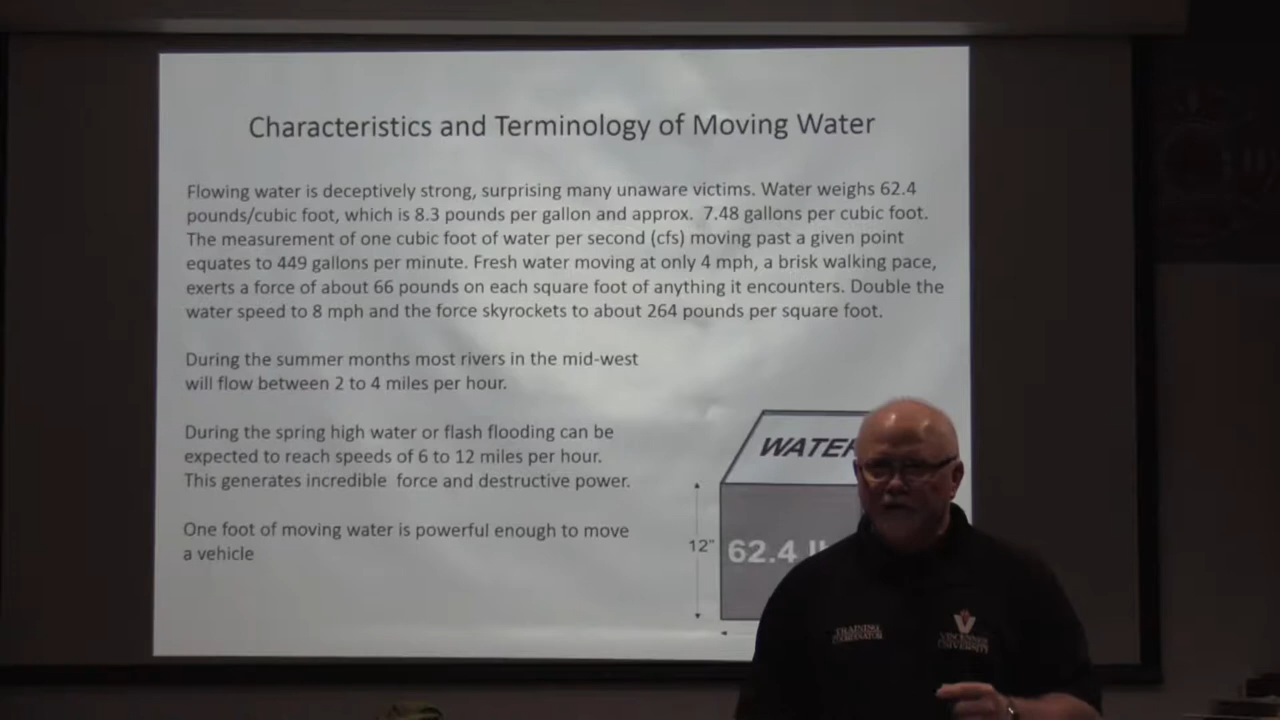 Characteristics and Terminology of Moving Water
Flowing water is deceptively strong, surprising many unaware victims. Water weighs 62.4
pounds/cubic foot, which is 8.3 pounds per gallon and approx.  7.48 gallons per cubic foot.
The measurement of one cubic foot of water per second (cfs) moving past a given point
equates to 449 gallons per minute. Fresh water moving at only 4 mph, a brisk walking pace,
exerts a force of about 66 pounds on each square foot of anything it encounters. Double the
water speed to 8 mph and the force skyrockets to about 264 pounds per square foot.
During the summer months most rivers in the mid-west
will flow between 2 to 4 miles per hour.
During the spring high water or flash flooding can be
expected to reach speeds of 6 to 12 miles per hour.
This generates incredible  force and destructive power.
One foot of moving water is powerful enough to move
a vehicle
WATER
12"
62.4
TRAINING
COORDINATOR
VINCENNES
UNIVERSITY